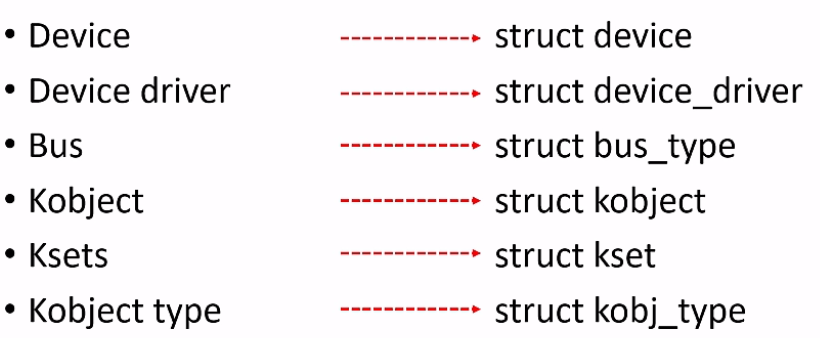 • Device struct device
• Device driver struct device_driver
• Bus struct bus_type
• Kobject struct kobject
• Ksets struct kset
• Kobject type struct kobj_type